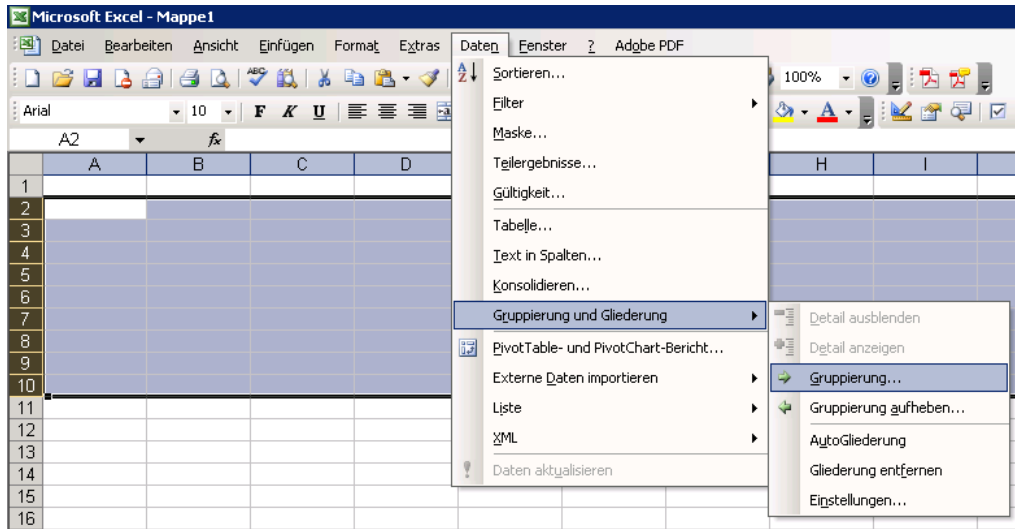 Microsoft Excel - Mappe1
Datei Bearbeiten Ansicht Einfügen Format Extras Daten Fenster ? Adobe PDF
100%
Arial 10 F K U
A2 fx
A B C D H I
1
2
3
4
5
6
7
8
9
10
11
12
13
14
15
16
Sortieren...
Filter
Maske...
Teilergebnisse...
Gültigkeit...
Tabelle...
Text in Spalten...
Konsolidieren...
Gruppierung und Gliederung
PivotTable- und PivotChart-Bericht...
Externe Daten importieren
Liste
XML
Daten aktualisieren
Detail ausblenden
Detail anzeigen
Gruppierung...
Gruppierung aufheben...
AutoGliederung
Gliederung entfernen
Einstellungen...